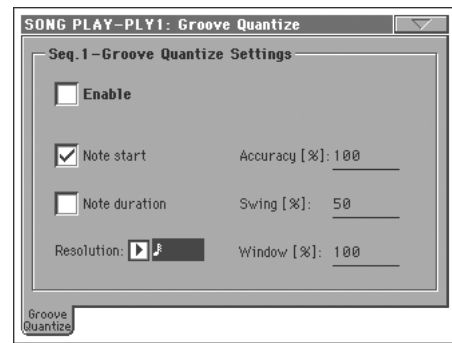 SONG PLAY-PLY1: Groove Quantize
Seq.1-Groove Quantize Settings
Enable
Note start
Accuracy [%]: 100
Note duration
Swing [%]: 50
Resolution:
Window [%]: 100
Groove
Quantize